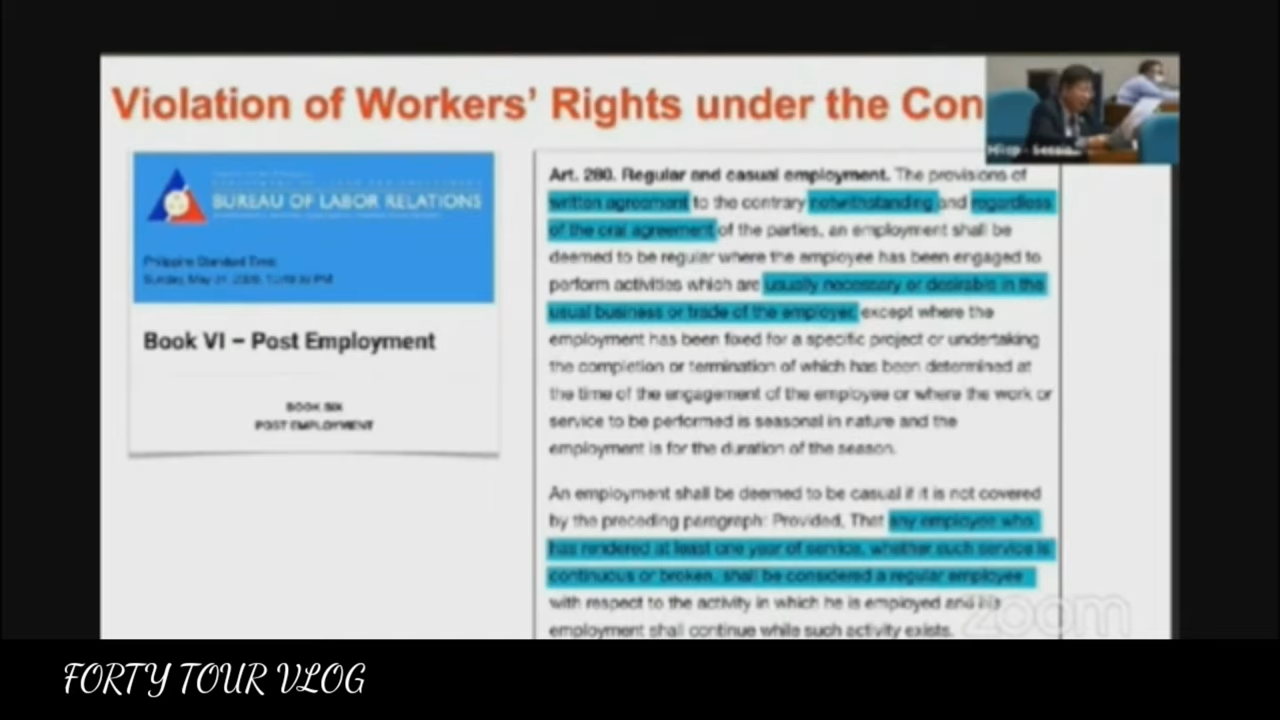 Violation of Workers' Rights under the Con
BUREAU OF LABOR RELATIONS
Philippine Standard Time
Book VI – Post Employment
BOOK SIX
POST EMPLOYMENT
Art. 280. Regular and casual employment. The provisions of
written agreement to the contrary notwithstanding and regardless
of the oral agreement of the parties, an employment shall be
deemed to be regular where the employee has been engaged to
perform activities which are usually necessary or desirable in the
usual business or trade of the employer, except where the
employment has been fixed for a specific project or undertaking
the completion or termination of which has been determined at
the time of the engagement of the employee or where the work or
service to be performed is seasonal in nature and the
employment is for the duration of the season.
An employment shall be deemed to be casual if it is not covered
by the preceding paragraph: Provided, That any employee who
has rendered at least one year of service, whether such service is
continuous or broken, shall be considered a regular employee
with respect to the activity in which he is employed and his
employment shall continue while such activity exists.
zoom
FORTY TOUR VLOG